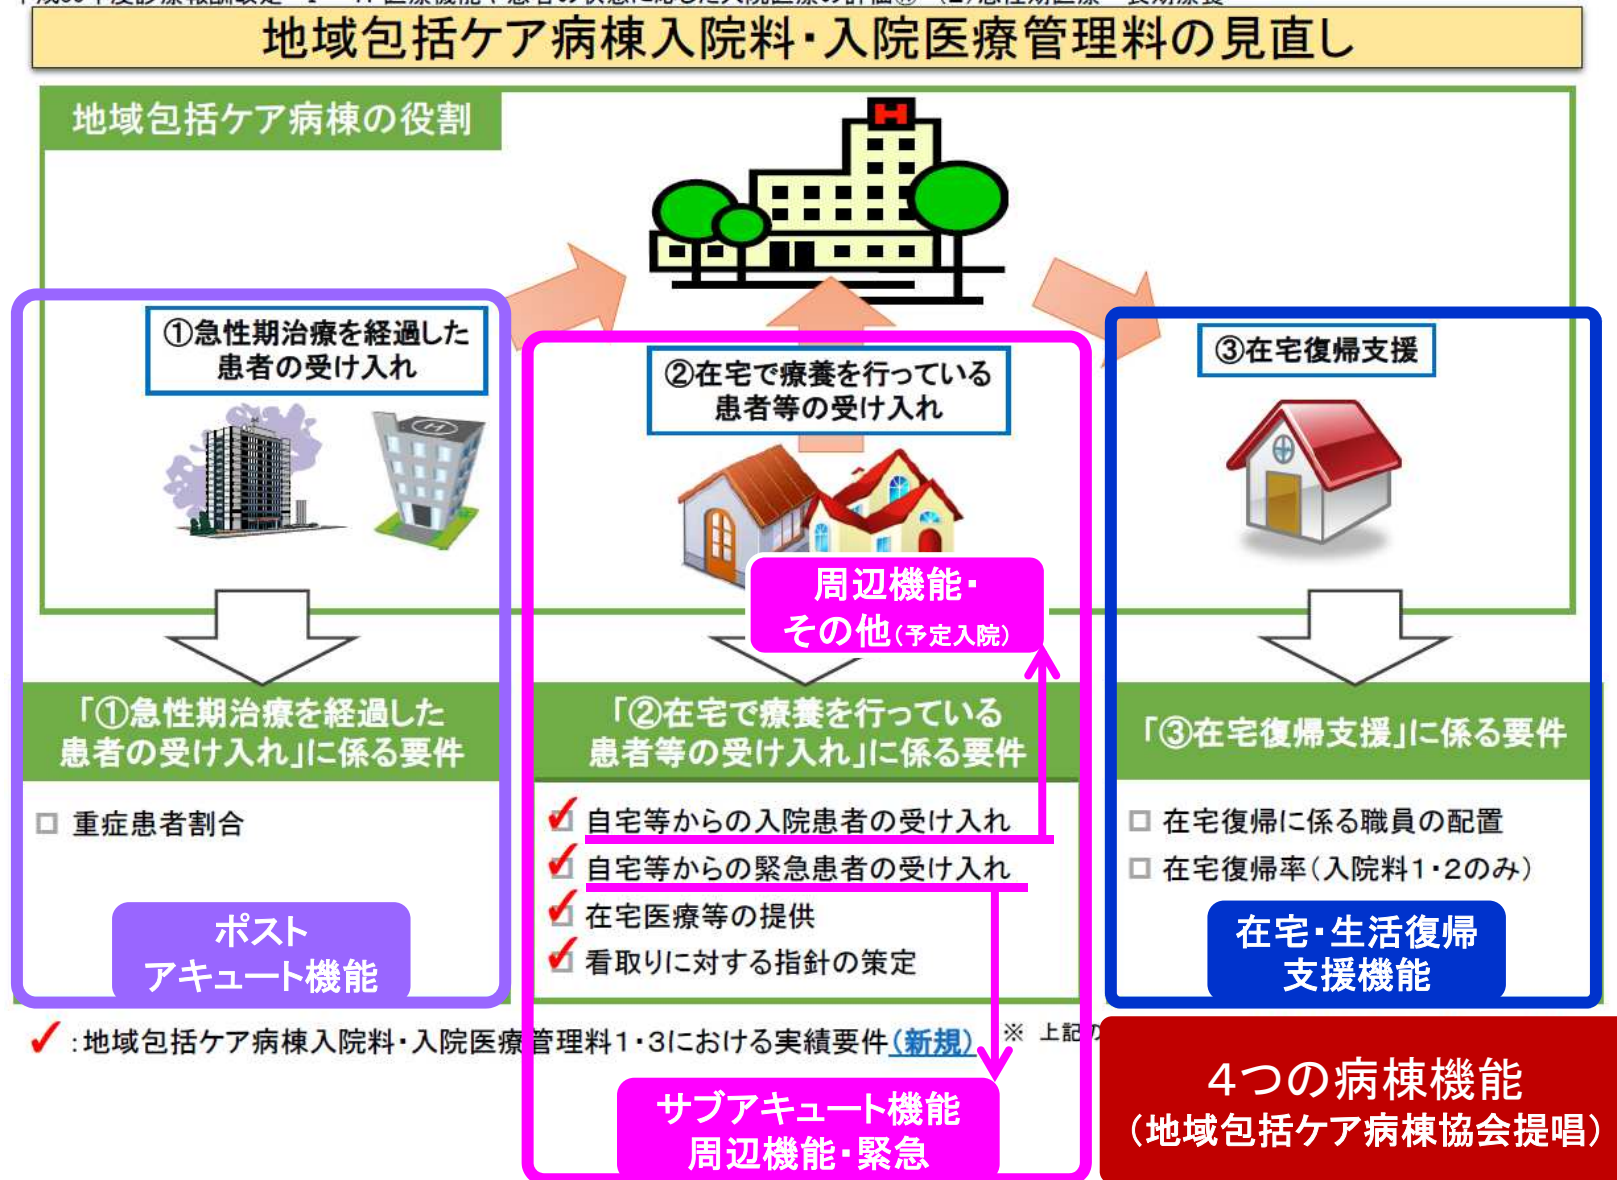 地域包括ケア病棟入院料・入院医療管理料の見直し
地域包括ケア病棟の役割
H
①急性期治療を経過した
患者の受け入れ
H
②在宅で療養を行っている
患者等の受け入れ
③在宅復帰支援
周辺機能・
その他(予定入院)
「①急性期治療を経過した
患者の受け入れ」に係る要件
□ 重症患者割合
ポスト
アキュート機能
「②在宅で療養を行っている
患者等の受け入れ」に係る要件
✓ 自宅等からの入院患者の受け入れ
✓ 自宅等からの緊急患者の受け入れ
✓ 在宅医療等の提供
✓ 看取りに対する指針の策定
「③在宅復帰支援」に係る要件
□ 在宅復帰に係る職員の配置
□ 在宅復帰率(入院料1・2のみ)
在宅・生活復帰
支援機能
✓ :地域包括ケア病棟入院料・入院医療管理料1・3における実績要件(新規)
※ 上記の
サブアキュート機能
周辺機能・緊急
4つの病棟機能
(地域包括ケア病棟協会提唱)